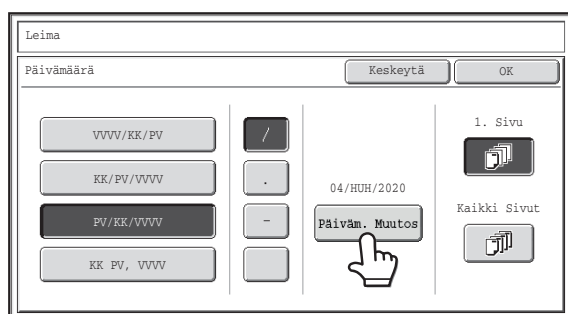 Leima
Päivämäärä
Keskeytä
OK
VVVV/KK/PV
KK/PV/VVVV
PV/KK/VVVV
KK PV, VVVV
/
.
-
04/HUH/2020
Päiväm. Muutos
1. Sivu
Kaikki Sivut